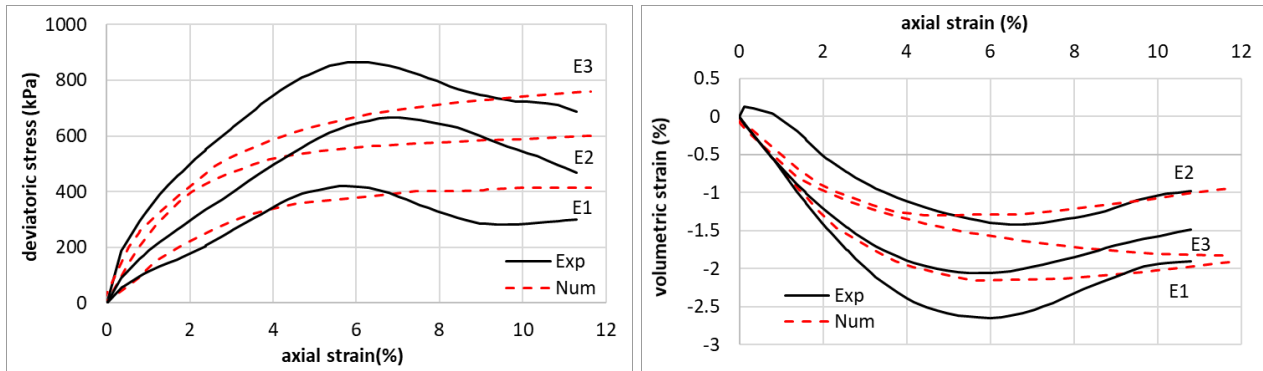 1000
800
600
400
200
0
deviatoric stress (kPa)
E3
E2
E1
Exp
Num
0 2 4 6 8 10 12
axial strain(%)
axial strain (%)
0 2 4 6 8 10 12
0.5
0
-0.5
-1
-1.5
-2
-2.5
-3
volumetric strain (%)
E2
E3
E1
Exp
Num